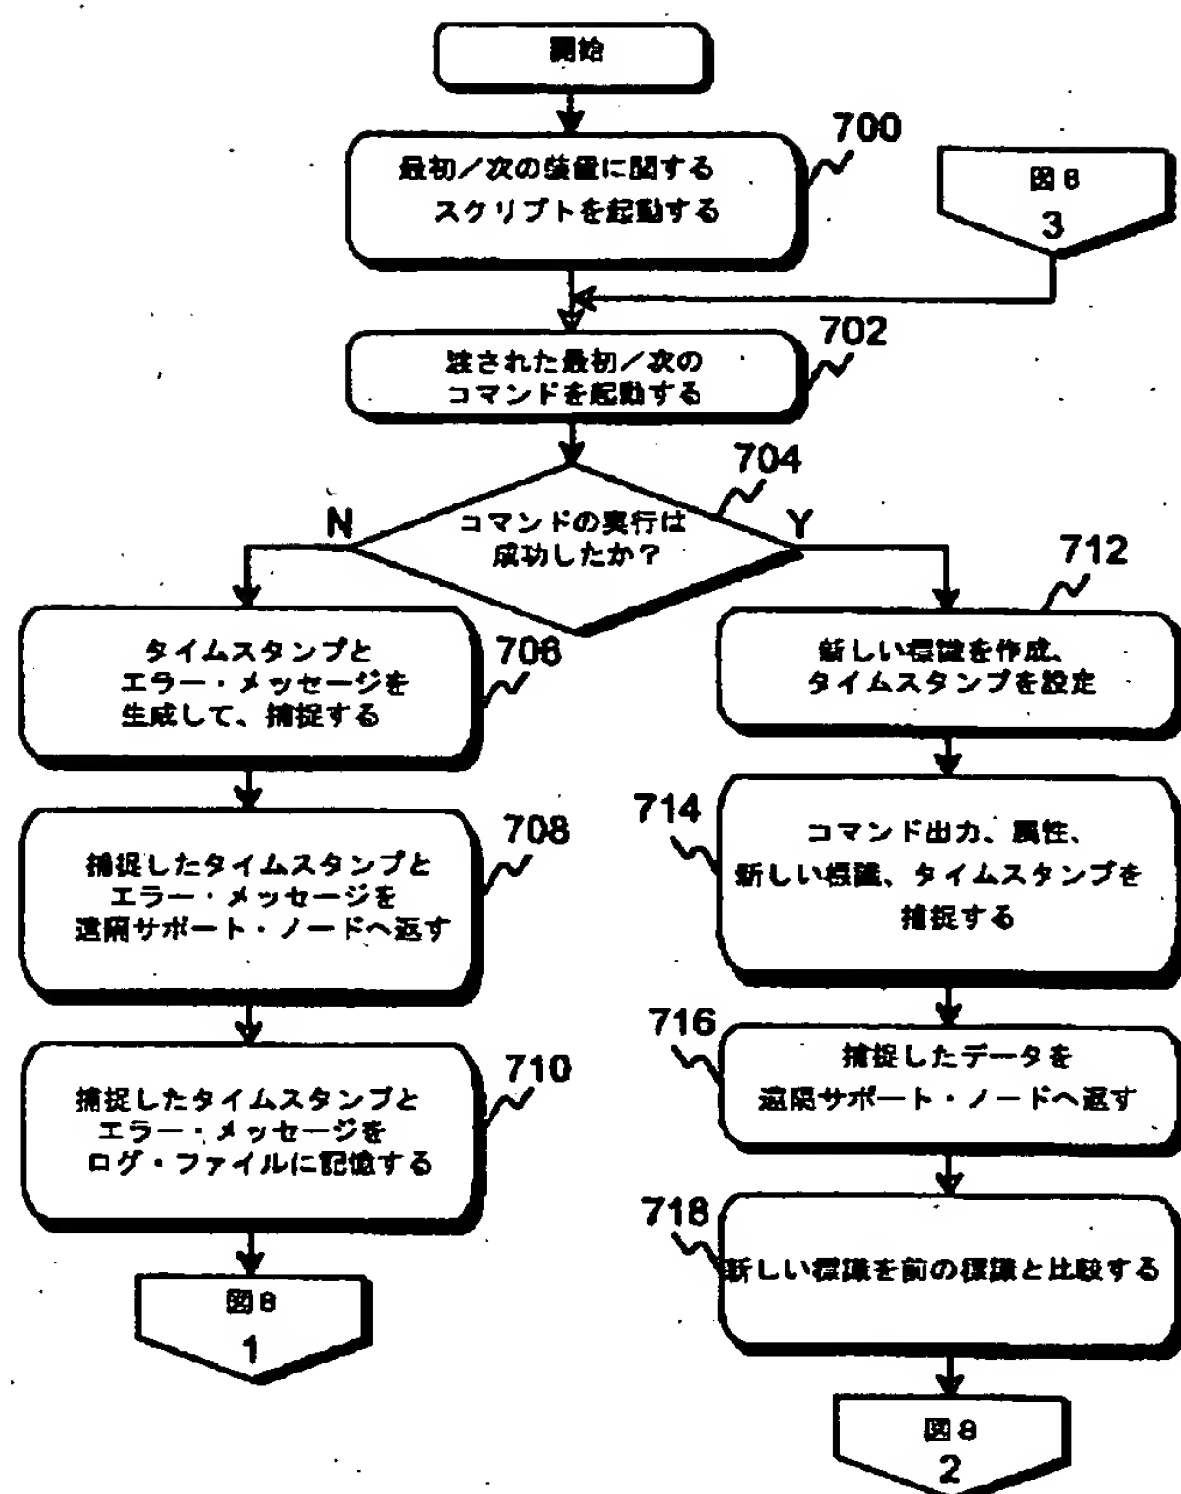 開始
700
最初／次の装置に関する
スクリプトを起動する
図8
3
702
渡された最初／次の
コマンドを起動する
704
N
コマンドの実行は
成功したか？
Y
712
タイムスタンプと
エラー・メッセージを
生成して、捕捉する
706
新しい標識を作成、
タイムスタンプを設定
714
コマンド出力、属性、
新しい標識、タイムスタンプを
捕捉する
708
捕捉したタイムスタンプと
エラー・メッセージを
遠隔サポート・ノードへ返す
716
捕捉したデータを
遠隔サポート・ノードへ返す
710
捕捉したタイムスタンプと
エラー・メッセージを
ログ・ファイルに記憶する
718
新しい標識を前の標識と比較する
図8
1
図8
2